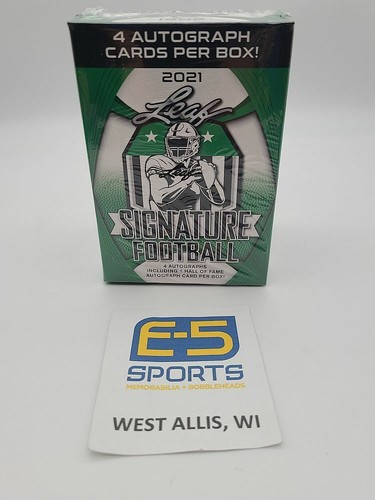 Leaf
4 AUTOGRAPH
CARDS PER BOX!
2021
Leaf
SIGNATURE
FOOTBALL
4 AUTOGRAPHS
INCLUDING 1 HALL OF FAME
AUTOGRAPH CARD PER BOX!
E-5
SPORTS
MEMORABILIA + BOBBLEHEADS
WEST ALLIS, WI